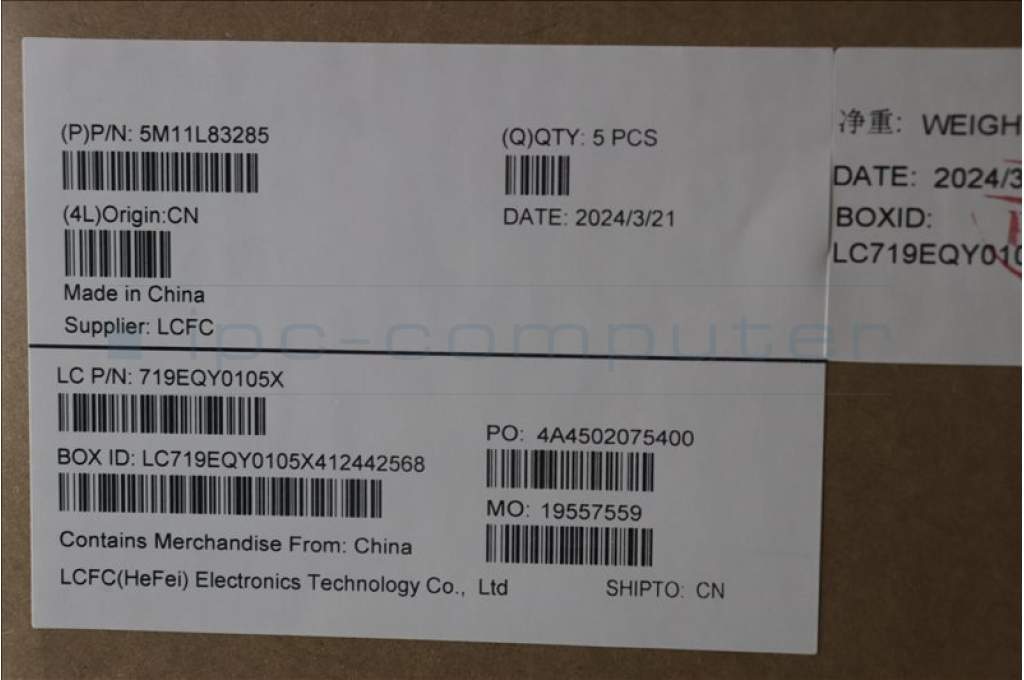 (P)P/N: 5M11L83285
(Q)QTY: 5 PCS
(4L)Origin:CN
DATE: 2024/3/21
Made in China
Supplier: LCFC
净重: WEIGH
DATE: 2024/3
BOXID:
LC719EQY010
ipc-computer
LC P/N: 719EQY0105X
PO: 4A4502075400
BOX ID: LC719EQY0105X412442568
MO: 19557559
Contains Merchandise From: China
LCFC(HeFei) Electronics Technology Co., Ltd
SHIPTO: CN